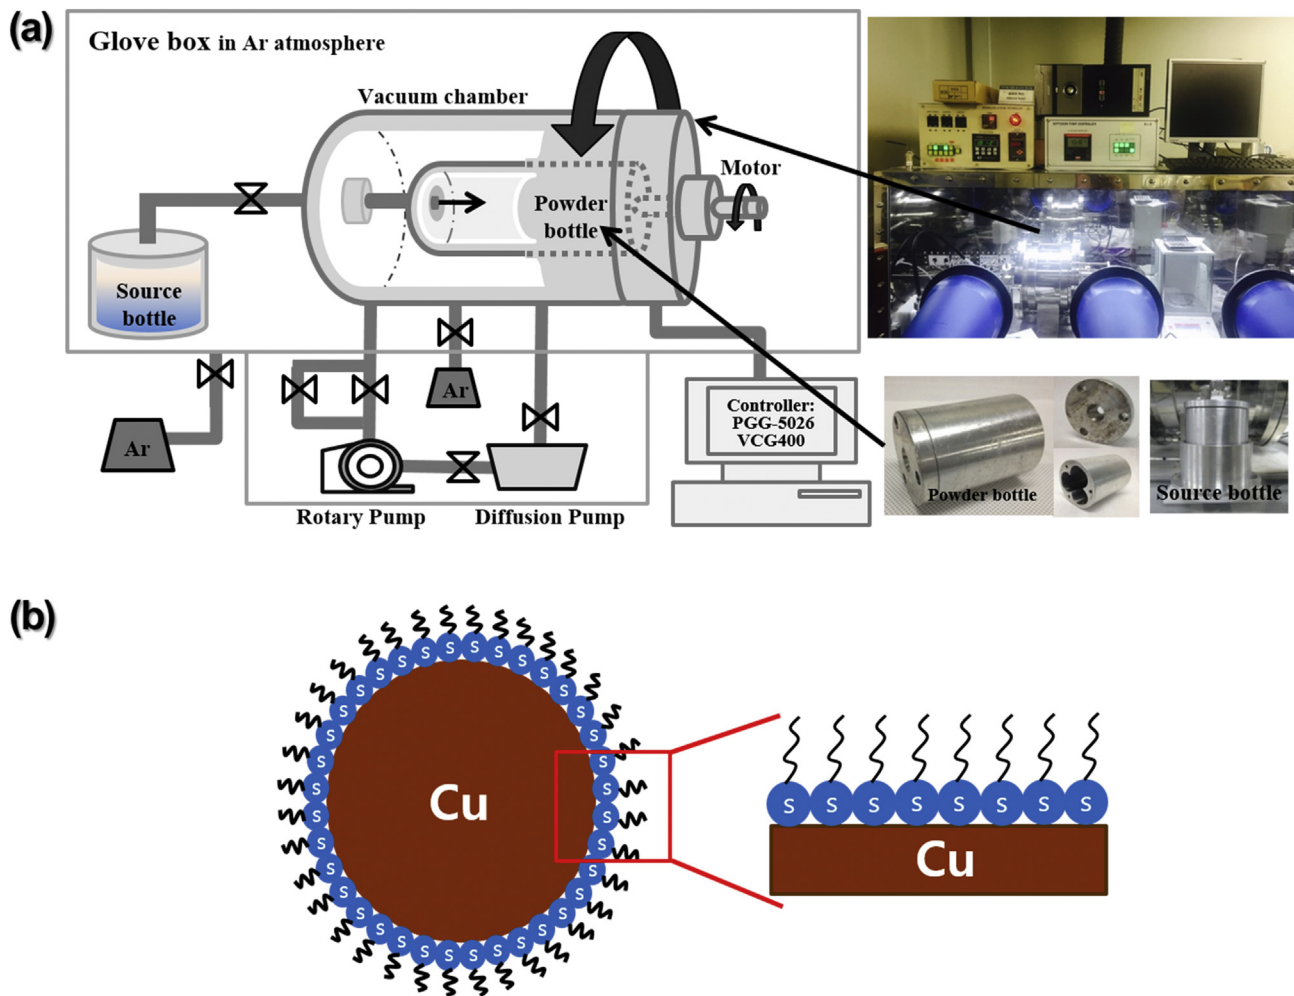 (a)
Glove box in Ar atmosphere
Vacuum chamber
Motor
Powder
bottle
Source
bottle
Ar
Ar
Controller:
PGG-5026
VCG400
Rotary Pump
Diffusion Pump
Powder bottle
Source bottle
(b)
S S S S S S S S S S S S S S S S S S S S S S S S S S S S S S S S S S S S
Cu
S S S S S S S S
Cu